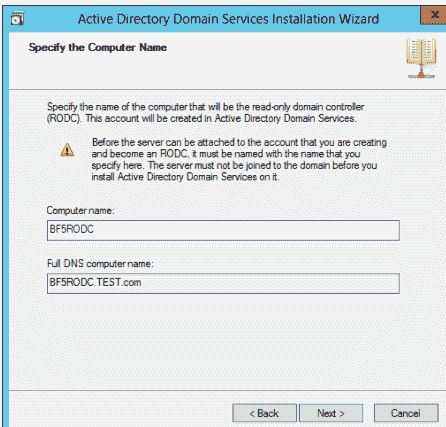 Active Directory Domain Services Installation Wizard
x
Specify the Computer Name
Specify the name of the computer that will be the read-only domain controller
(RODC). This account will be created in Active Directory Domain Services.
Before the server can be attached to the account that you are creating
and become an RODC, it must be named with the name that you
specify here. The server must not be joined to the domain before you
install Active Directory Domain Services on it.
Computer name:
BF5RODC
Full DNS computer name:
BF5RODC.TEST.com
< Back Next > Cancel